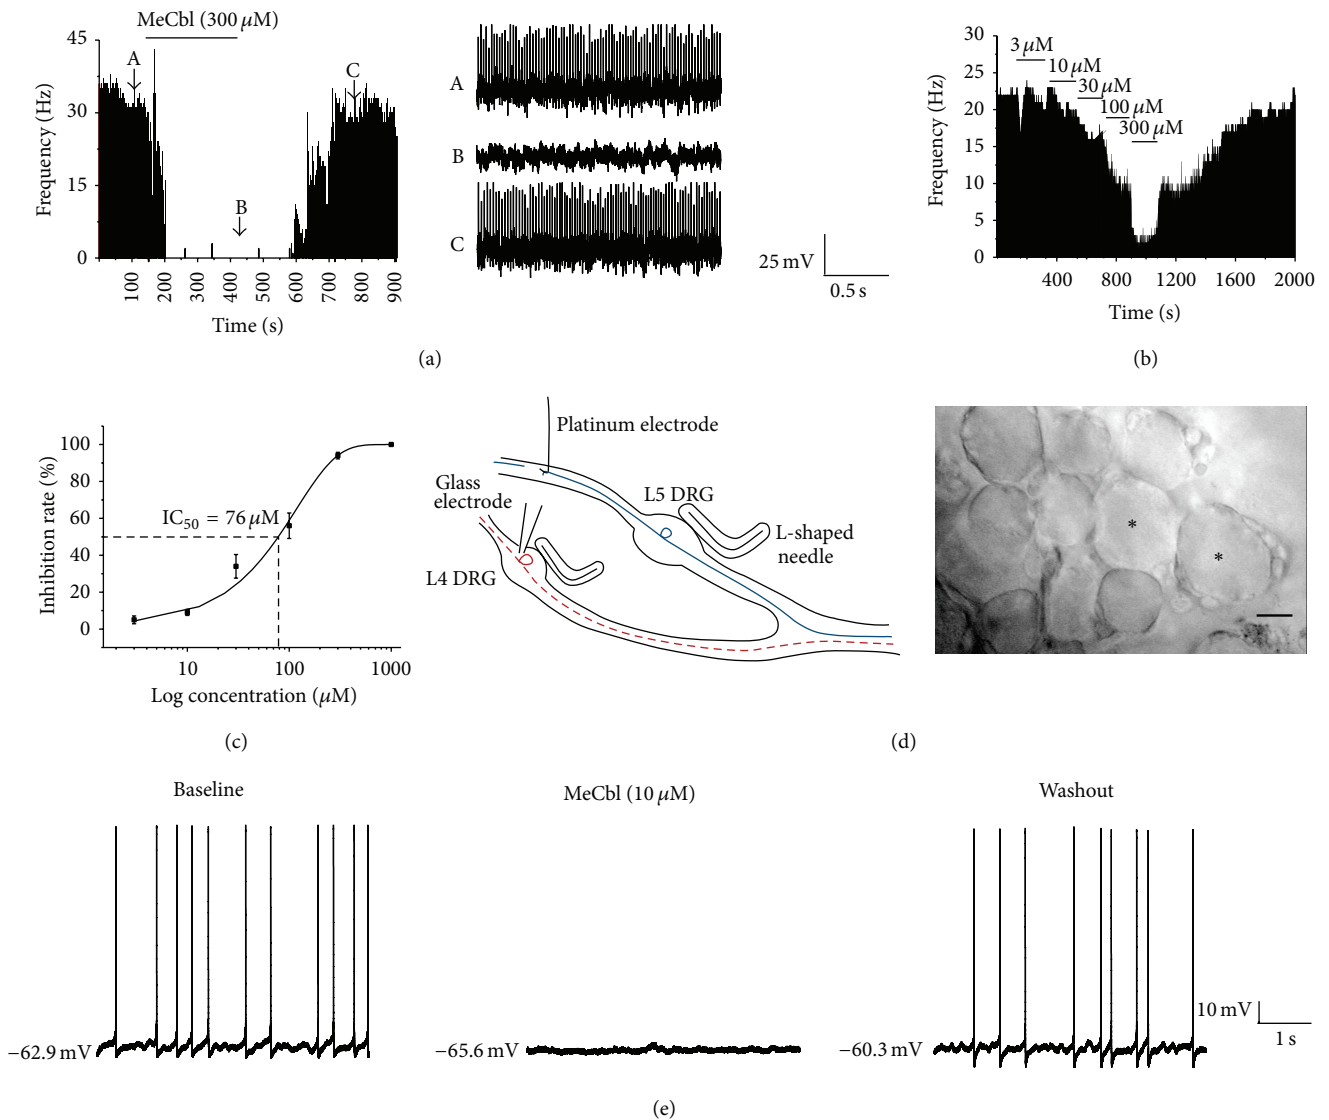 MeCbl (300 μM)
45
30
15
0
Frequency (Hz)
A
B
C
100
200
300
400
500
600
700
800
900
Time (s)
A
B
C
25 mV
0.5 s
(a)
30
25
20
15
10
5
0
Frequency (Hz)
3 μM
10 μM
30 μM
100 μM
300 μM
400
800
1200
1600
2000
Time (s)
(b)
100
80
60
40
20
0
Inhibition rate (%)
IC50 = 76 μM
10
100
1000
Log concentration (μM)
(c)
Platinum electrode
Glass
electrode
L5 DRG
L-shaped
needle
L4 DRG
*
*
(d)
Baseline
MeCbl (10 μM)
Washout
−62.9 mV
−65.6 mV
−60.3 mV
10 mV
1 s
(e)